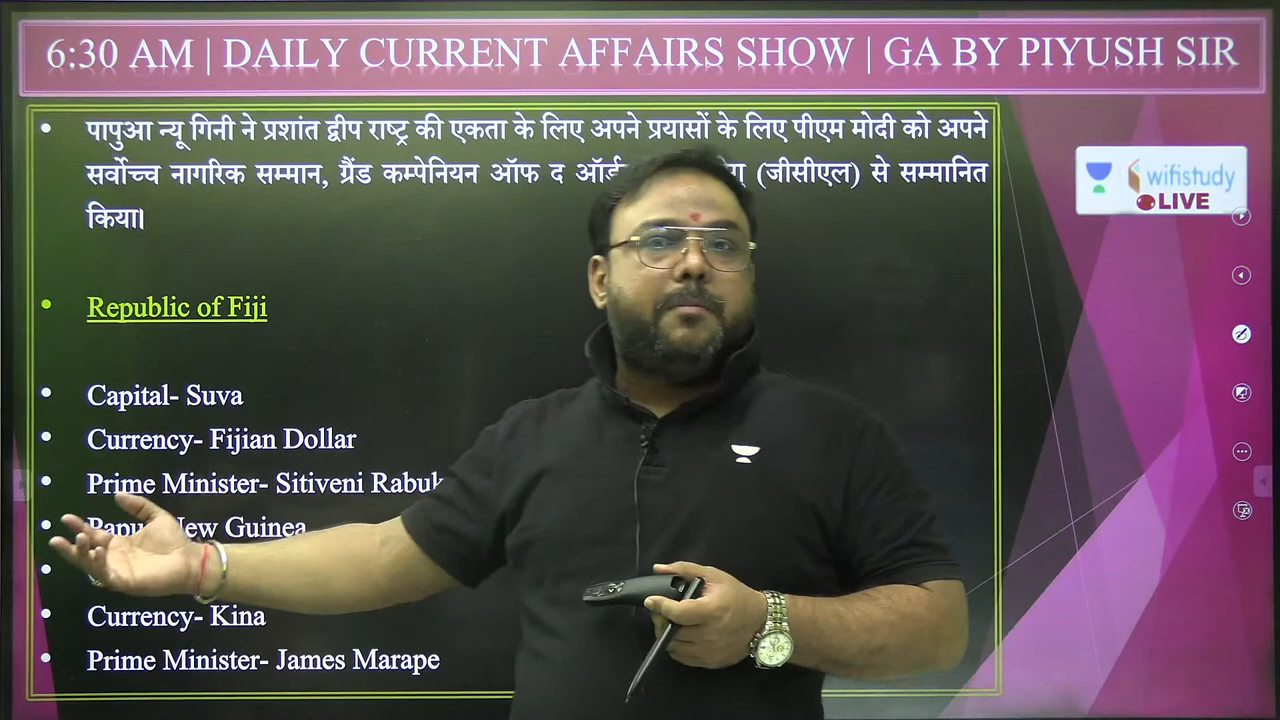 6:30 AM | DAILY CURRENT AFFAIRS SHOW | GA BY PIYUSH SIR
पापुआ न्यू गिनी ने प्रशांत द्वीप राष्ट्र की एकता के लिए अपने प्रयासों के लिए पीएम मोदी को अपने
सर्वोच्च नागरिक सम्मान, ग्रैंड कम्पेनियन ऑफ द (जीसीएल) से सम्मानित
किया।
wifistudy
LIVE
Republic of Fiji
Capital- Suva
Currency- Fijian Dollar
Prime Minister- Sitiveni
New Guinea
Currency- Kina
Prime Minister- James Marape